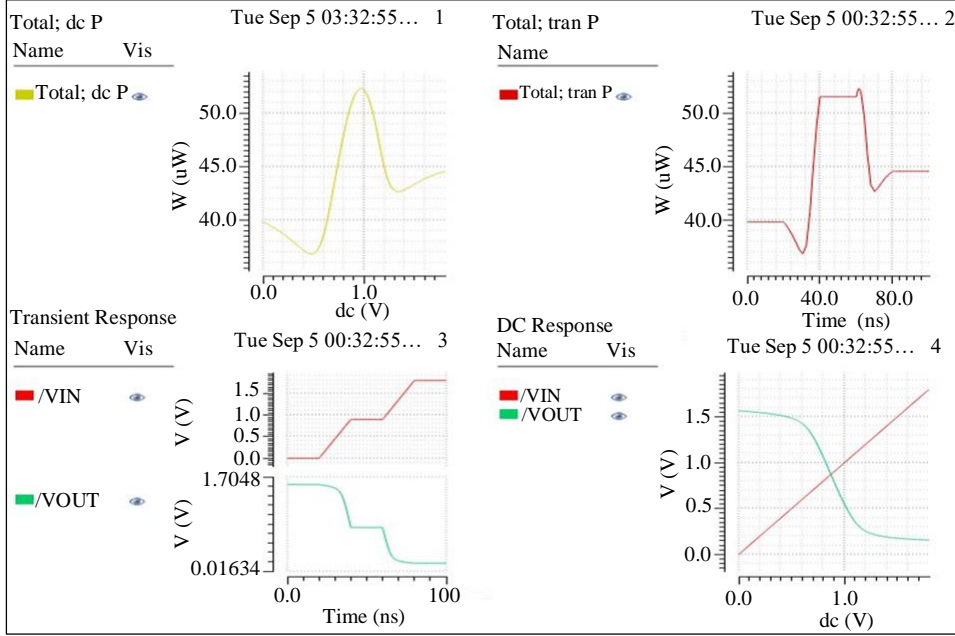 Total; dc P
Tue Sep 5 03:32:55… 1
Name Vis
Total; dc P
W (uW)
50.0
45.0
40.0
0.0 1.0
dc (V)
Total; tran P
Tue Sep 5 00:32:55… 2
Name
Total; tran P
W (uW)
50.0
45.0
40.0
0.0 40.0 80.0
Time (ns)
Transient Response
Tue Sep 5 00:32:55… 3
Name Vis
/VIN
V (V)
1.5
1.0
0.5
0.0
/VOUT
V (V)
1.7048
0.01634
0.0 100
Time (ns)
DC Response
Tue Sep 5 00:32:55… 4
Name Vis
/VIN
/VOUT
V (V)
1.5
1.0
0.5
0.0
0.0 1.0
dc (V)